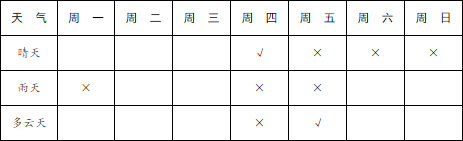 天 气 周 一 周 二 周 三 周 四 周 五 周 六 周 日
晴天 √ × × ×
雨天 × × ×
多云天 × √